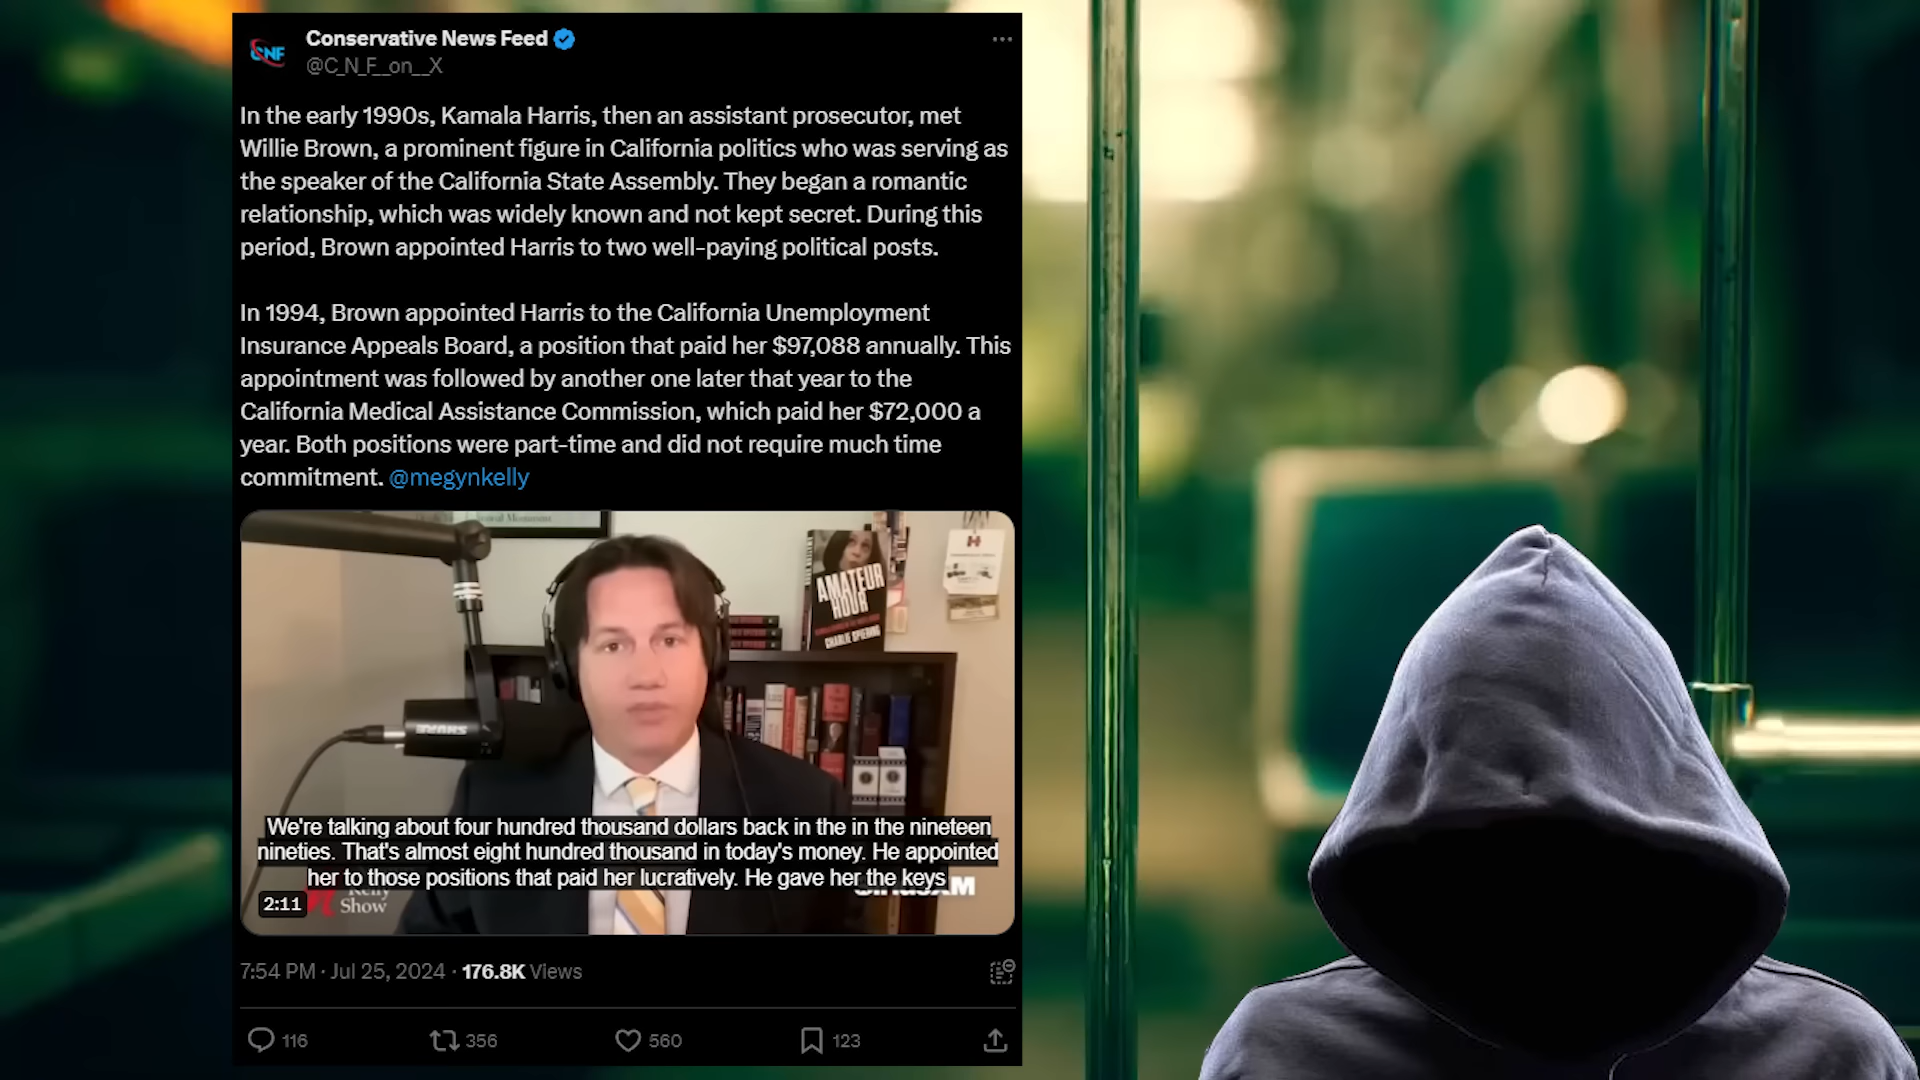 Conservative News Feed
CNF
@C_N_F_on__X
In the early 1990s, Kamala Harris, then an assistant prosecutor, met
Willie Brown, a prominent figure in California politics who was serving as
the speaker of the California State Assembly. They began a romantic
relationship, which was widely known and not kept secret. During this
period, Brown appointed Harris to two well-paying political posts.
In 1994, Brown appointed Harris to the California Unemployment
Insurance Appeals Board, a position that paid her $97,088 annually. This
appointment was followed by another one later that year to the
California Medical Assistance Commission, which paid her $72,000 a
year. Both positions were part-time and did not require much time
commitment. @megynkelly
AMATEUR
HOUR
CHARLIE SPIERING
SHURE
We're talking about four hundred thousand dollars back in the in the nineteen
nineties. That's almost eight hundred thousand in today's money. He appointed
her to those positions that paid her lucratively. He gave her the keys
2:11
Kelly
Show
SiriusXM
7:54 PM · Jul 25, 2024 · 176.8K Views
116
356
560
123